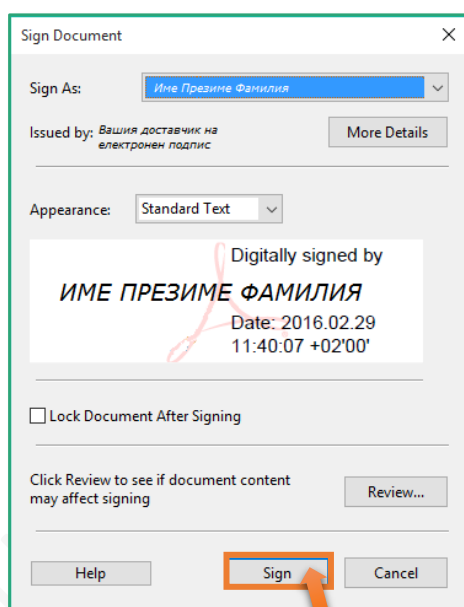 Sign Document
Sign As: Име Презиме Фамилия
Issued by: Вашия доставчик на
електронен подпис
More Details
Appearance: Standard Text
Digitally signed by
ИМЕ ПРЕЗИМЕ ФАМИЛИЯ
Date: 2016.02.29
11:40:07 +02'00'
Lock Document After Signing
Click Review to see if document content
may affect signing
Review...
Help Sign Cancel